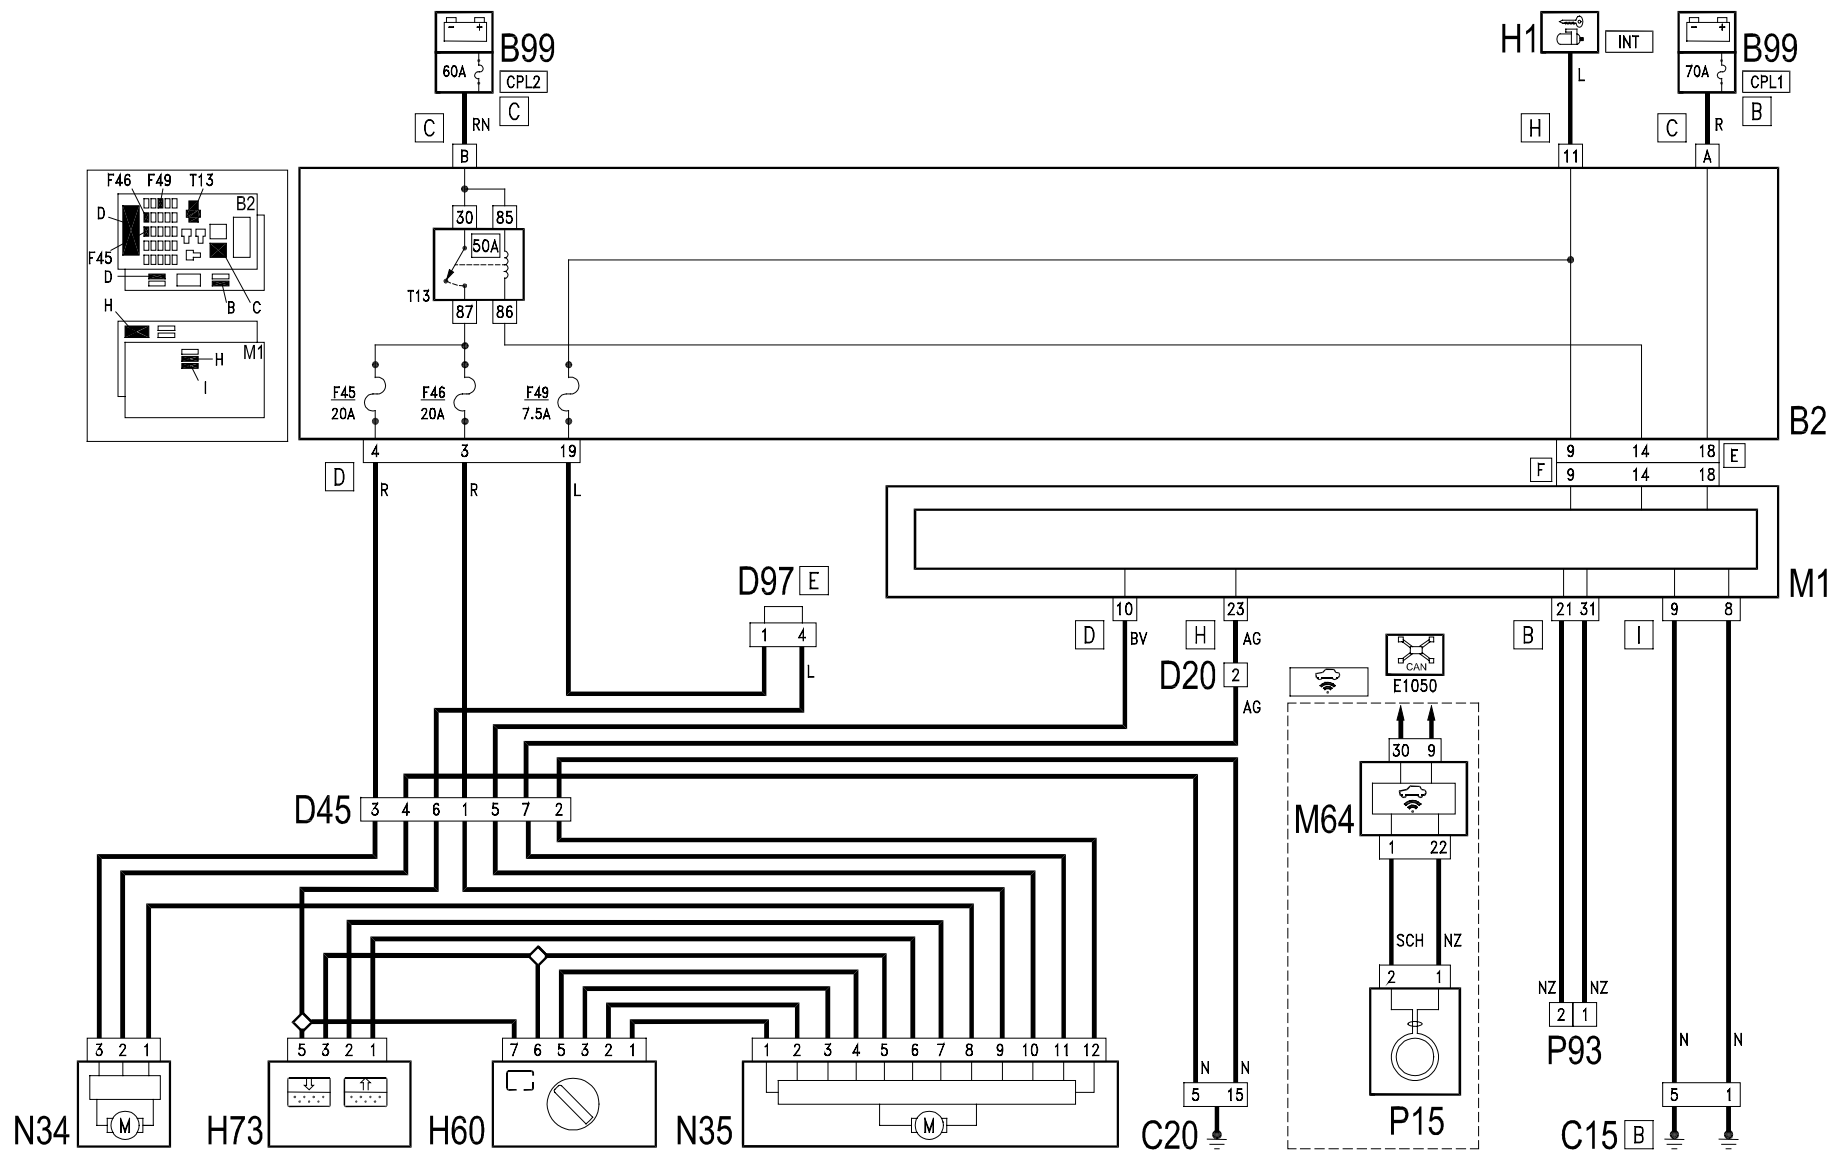 B99
60A
CPL2
C
C
RN
B
H1
INT
L
H
11
B99
70A
CPL1
B
C
R
A
F46 F49 T13
D
B2
F45
D
B
C
H
M1
H
I
30 85
50A
T13
87 86
F45
20A
F46
20A
F49
7.5A
B2
4 3 19
D
R
R
L
9 14 18
E
F
9 14 18
M1
D97
E
1 4
L
10
D
BV
23
H
AG
D20
2
AG
21 31
B
9 8
I
CAN
E1050
30 9
M64
1 22
SCH
NZ
2 1
P15
NZ
NZ
2 1
P93
N
N
5 1
C15
B
D45
3 4 6 1 5 7 2
3 2 1
M
N34
5 3 2 1
H73
7 6 5 3 2 1
H60
1 2 3 4 5 6 7 8 9 10 11 12
M
N35
N
N
5 15
C20